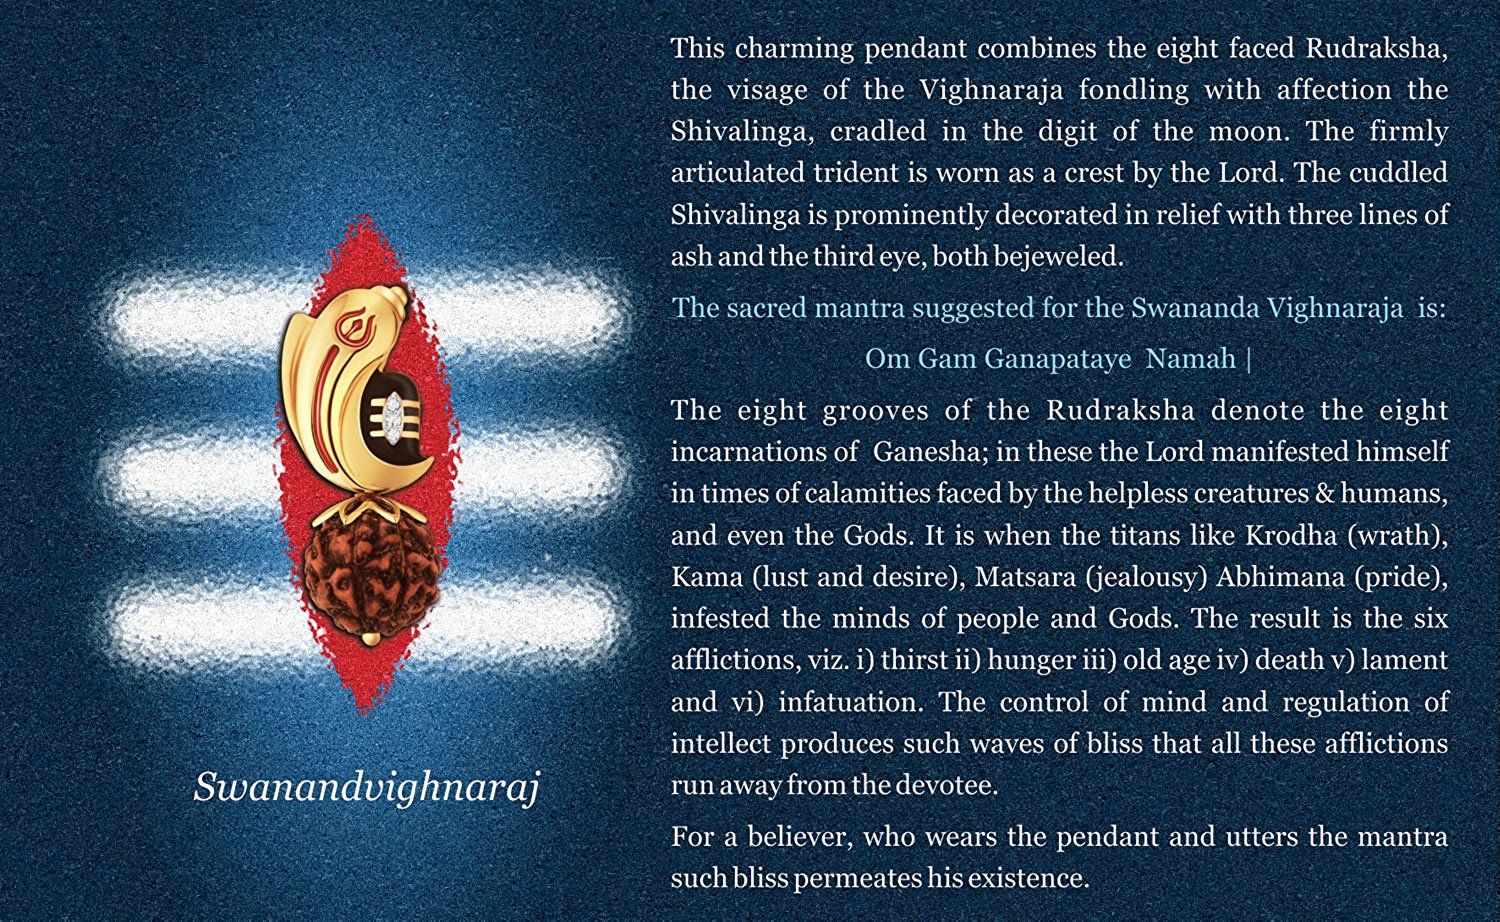 This charming pendant combines the eight faced Rudraksha,
the visage of the Vighnaraja fondling with affection the
Shivalinga, cradled in the digit of the moon. The firmly
articulated trident is worn as a crest by the Lord. The cuddled
Shivalinga is prominently decorated in relief with three lines of
ash and the third eye, both bejeweled.
The sacred mantra suggested for the Swananda Vighnaraja is:
Om Gam Ganapataye Namah |
The eight grooves of the Rudraksha denote the eight
incarnations of Ganesha; in these the Lord manifested himself
in times of calamities faced by the helpless creatures & humans,
and even the Gods. It is when the titans like Krodha (wrath),
Kama (lust and desire), Matsara (jealousy) Abhimana (pride),
infested the minds of people and Gods. The result is the six
afflictions, viz. i) thirst ii) hunger iii) old age iv) death v) lament
and vi) infatuation. The control of mind and regulation of
intellect produces such waves of bliss that all these afflictions
run away from the devotee.
For a believer, who wears the pendant and utters the mantra
such bliss permeates his existence.
Swanandvighnaraj